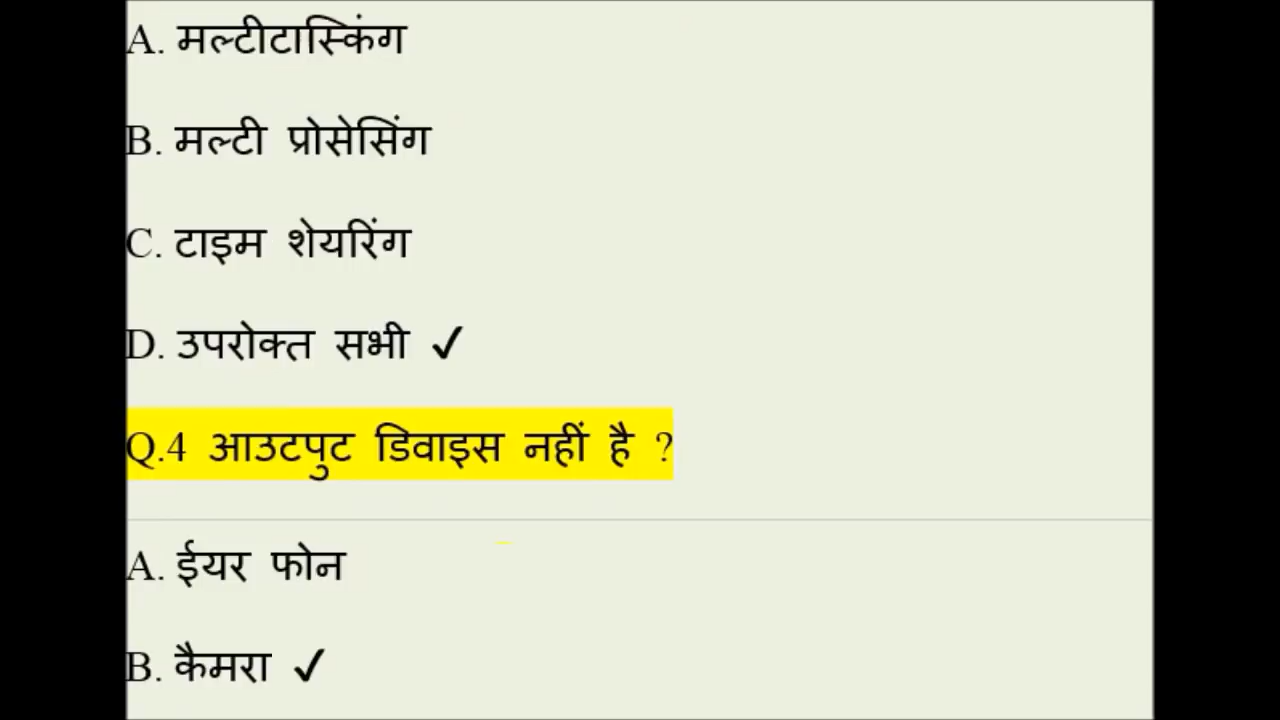 A. मल्टीटास्किंग
B. मल्टी प्रोसेसिंग
C. टाइम शेयरिंग
D. उपरोक्त सभी ✓
Q.4 आउटपुट डिवाइस नहीं है ?
A. ईयर फोन
B. कैमरा ✓